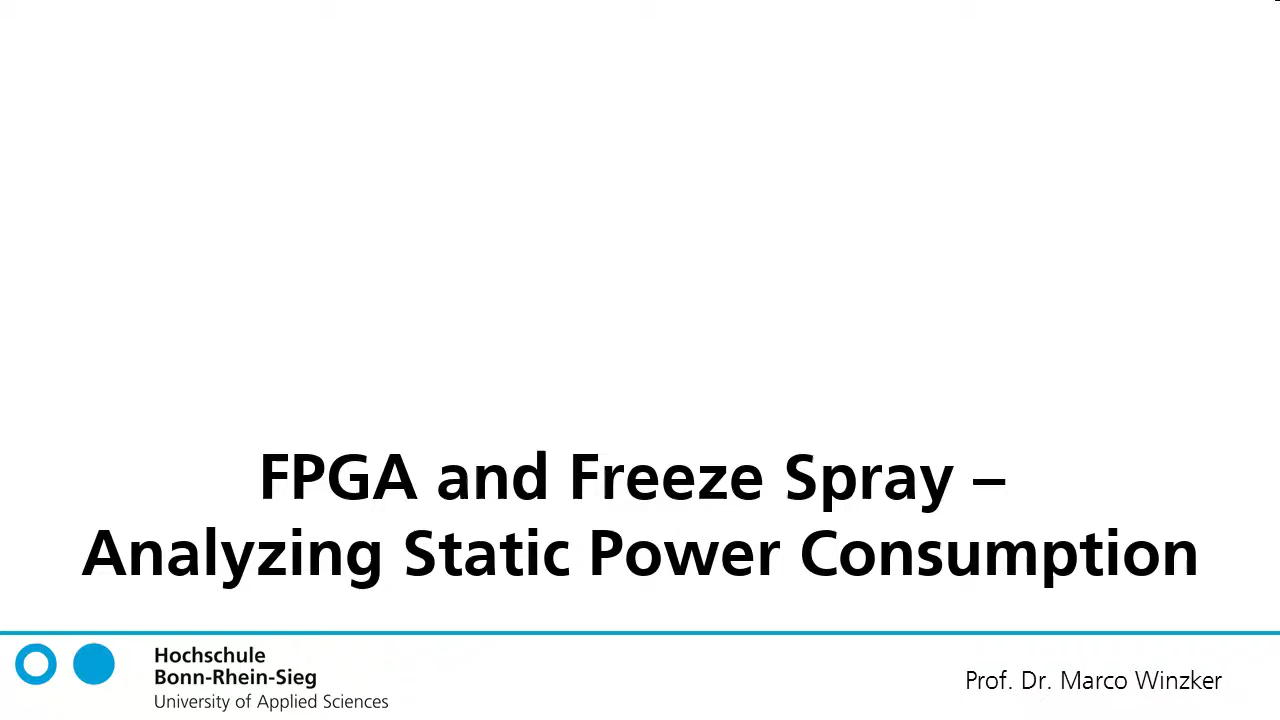 FPGA and Freeze Spray –
Analyzing Static Power Consumption
Hochschule
Bonn-Rhein-Sieg
University of Applied Sciences
Prof. Dr. Marco Winzker